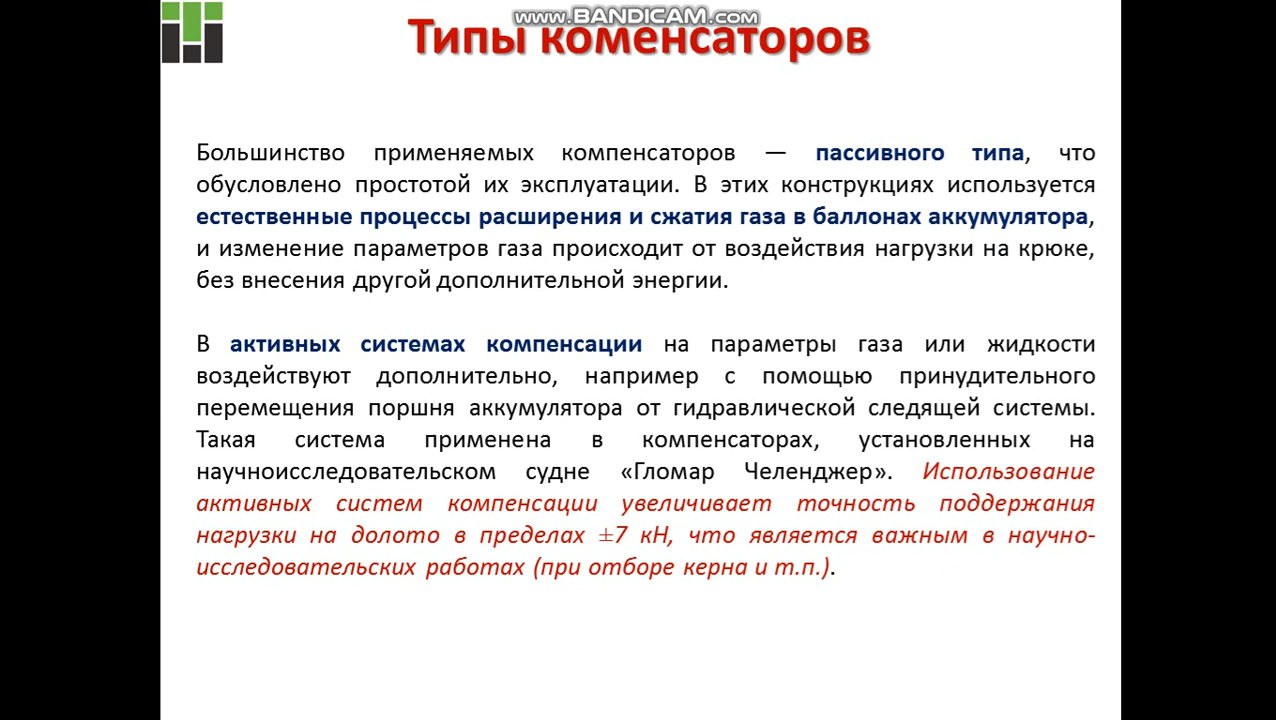 www.BANDICAM.com
Типы коменсаторов
Большинство применяемых компенсаторов — пассивного типа, что
обусловлено простотой их эксплуатации. В этих конструкциях используется
естественные процессы расширения и сжатия газа в баллонах аккумулятора,
и изменение параметров газа происходит от воздействия нагрузки на крюке,
без внесения другой дополнительной энергии.
В активных системах компенсации на параметры газа или жидкости
воздействуют дополнительно, например с помощью принудительного
перемещения поршня аккумулятора от гидравлической следящей системы.
Такая система применена в компенсаторах, установленных на
научноисследовательском судне «Гломар Челенджер». Использование
активных систем компенсации увеличивает точность поддержания
нагрузки на долото в пределах ±7 кН, что является важным в научно-
исследовательских работах (при отборе керна и т.п.).